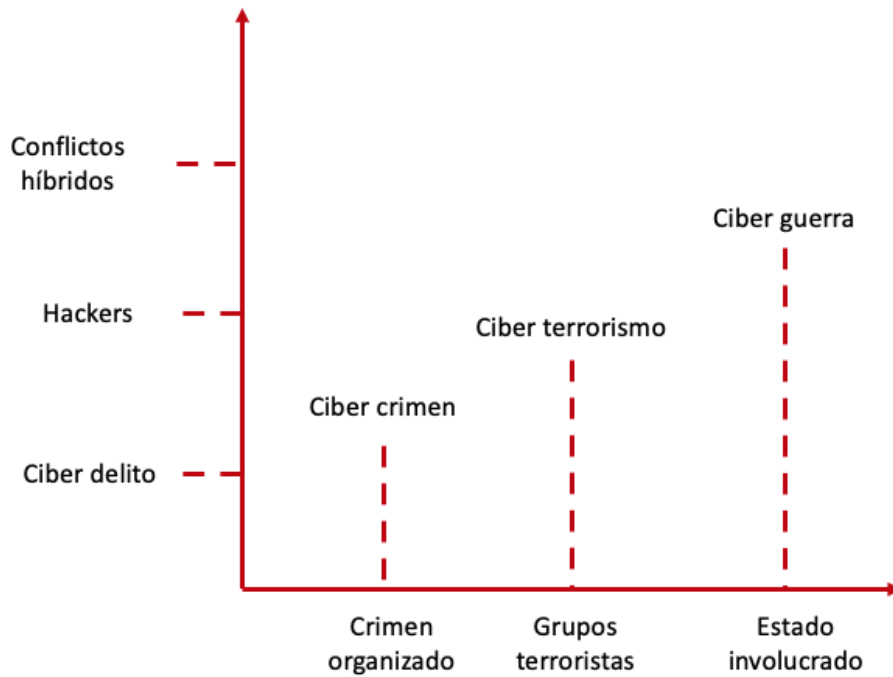 Conflictos
híbridos
Ciber guerra
Hackers
Ciber terrorismo
Ciber crimen
Ciber delito
Crimen
organizado
Grupos
terroristas
Estado
involucrado